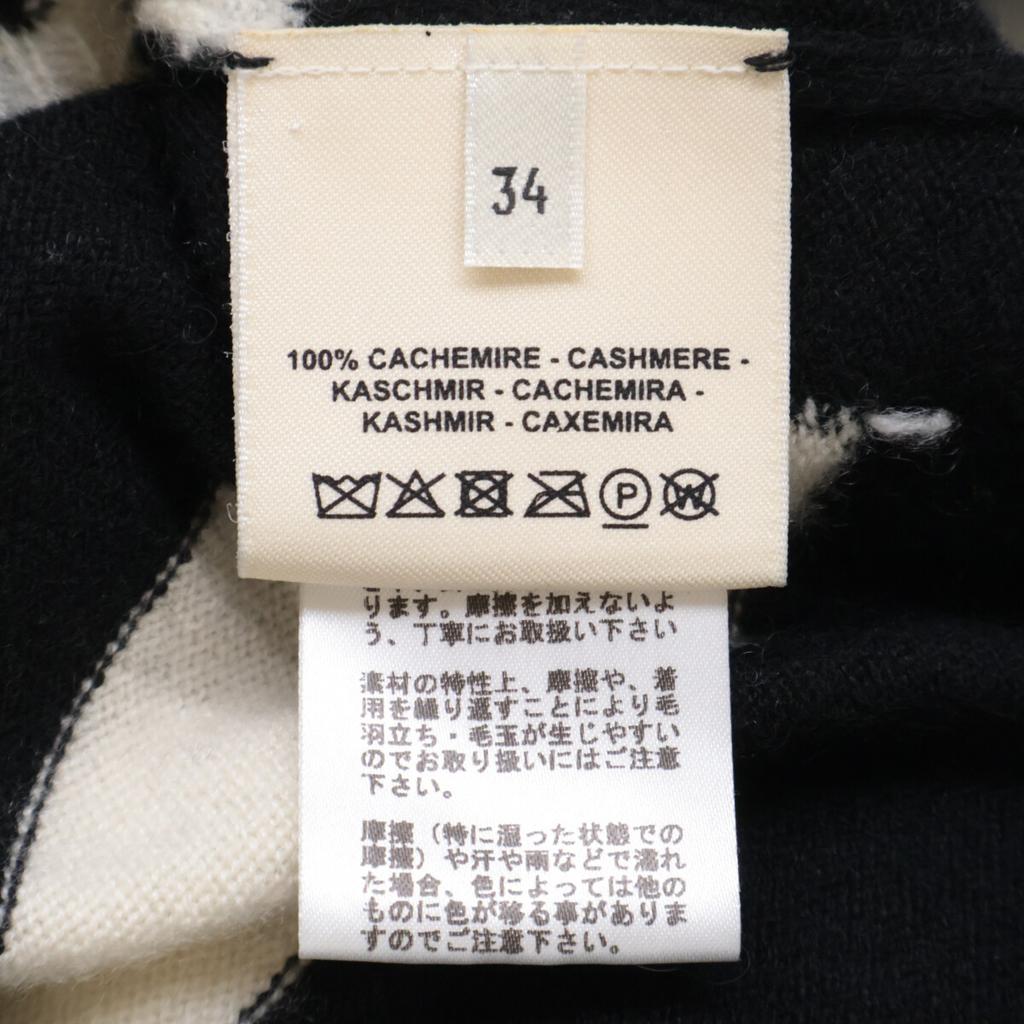 34
100% CACHEMIRE - CASHMERE -
KASCHMIR - CACHEMIRA -
KASHMIR - CAXEMIRA
P
W
ります。摩擦を加えないよ
う、丁寧にお取扱い下さい
素材の特性上、摩擦や、着
用を繰り返すことにより毛
羽立ち・毛玉が生じやすい
のでお取り扱いにはご注意
下さい。
摩擦（特に湿った状態での
摩擦）や汗や雨などで濡れ
た場合、色によっては他の
ものに色が移る事がありま
すのでご注意下さい。